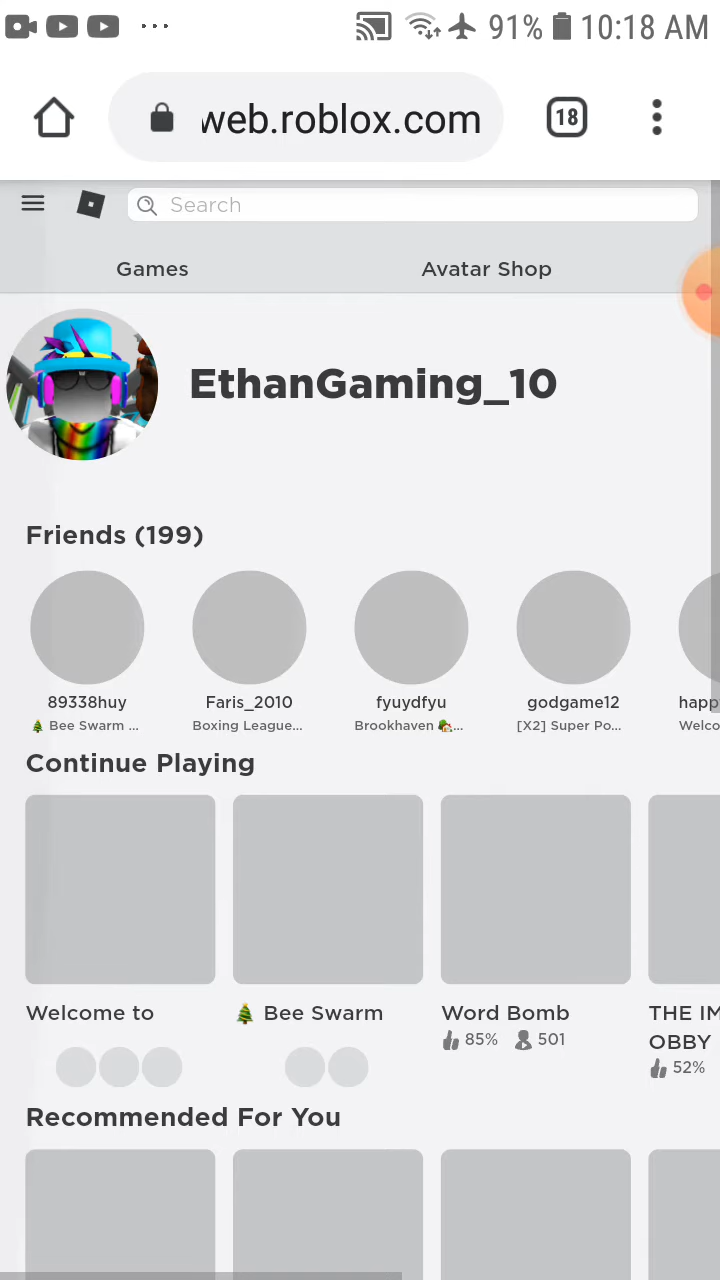 ... 91% 10:18 AM
web.roblox.com 18
Search
Games Avatar Shop
EthanGaming_10
Friends (199)
89338huy Faris_2010 fyuydfyu godgame12 happ
🎄 Bee Swarm ... Boxing League... Brookhaven 🏡... [X2] Super Po... Welco
Continue Playing
Welcome to 🎄 Bee Swarm Word Bomb THE IM
85% 501 OBBY
52%
Recommended For You